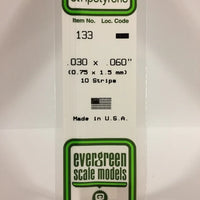 Item No. Loc. Code
133
.030 x .060"
(0.75 x 1.5 mm)
10 Strips
Made in U.S.A.
evergreen
scale models